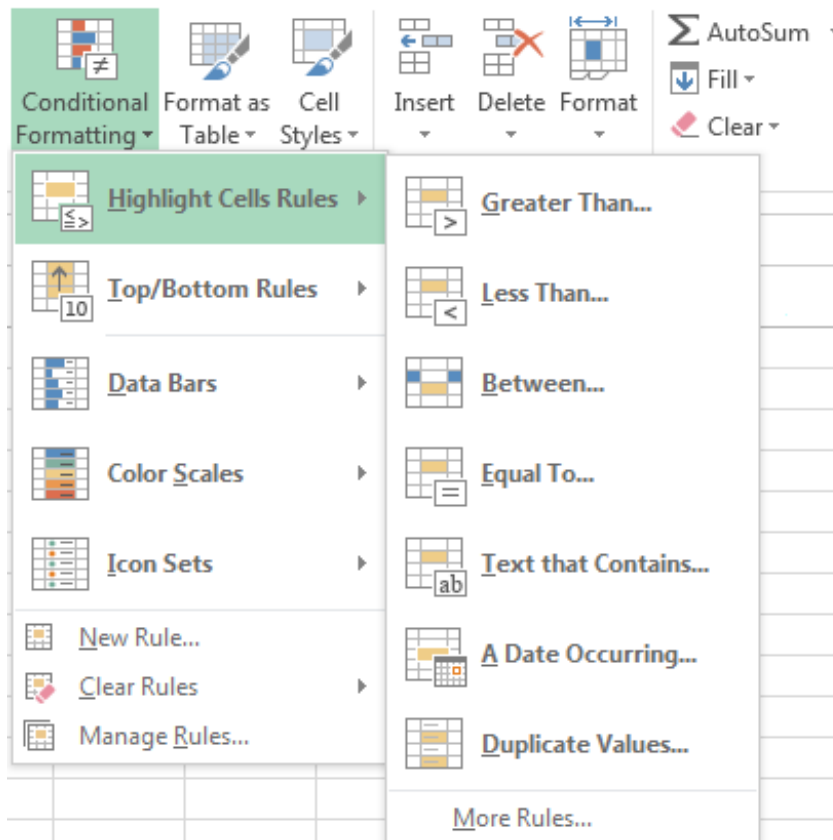 AutoSum
Fill
Clear
Conditional Formatting
Format as Table
Cell Styles
Insert
Delete
Format
Highlight Cells Rules
Top/Bottom Rules
10
Data Bars
Color Scales
Icon Sets
New Rule...
Clear Rules
Manage Rules...
Greater Than...
>
Less Than...
<
Between...
Equal To...
=
Text that Contains...
ab
A Date Occurring...
Duplicate Values...
More Rules...